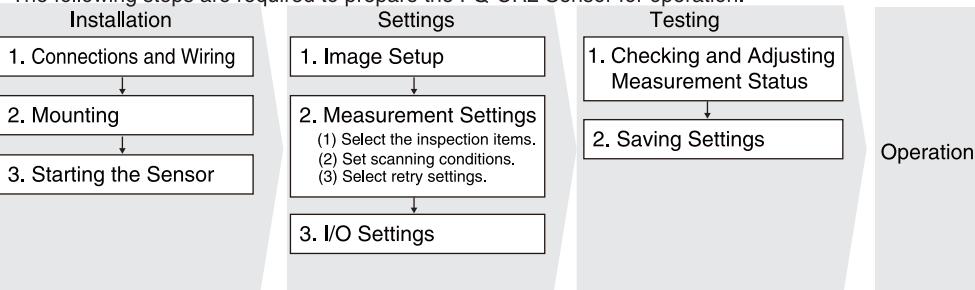 The following steps are required to prepare the FQ-CR2 Sensor for operation.
Installation
1. Connections and Wiring
2. Mounting
3. Starting the Sensor
Settings
1. Image Setup
2. Measurement Settings
(1) Select the inspection items.
(2) Set scanning conditions.
(3) Select retry settings.
3. I/O Settings
Testing
1. Checking and Adjusting
Measurement Status
2. Saving Settings
Operation